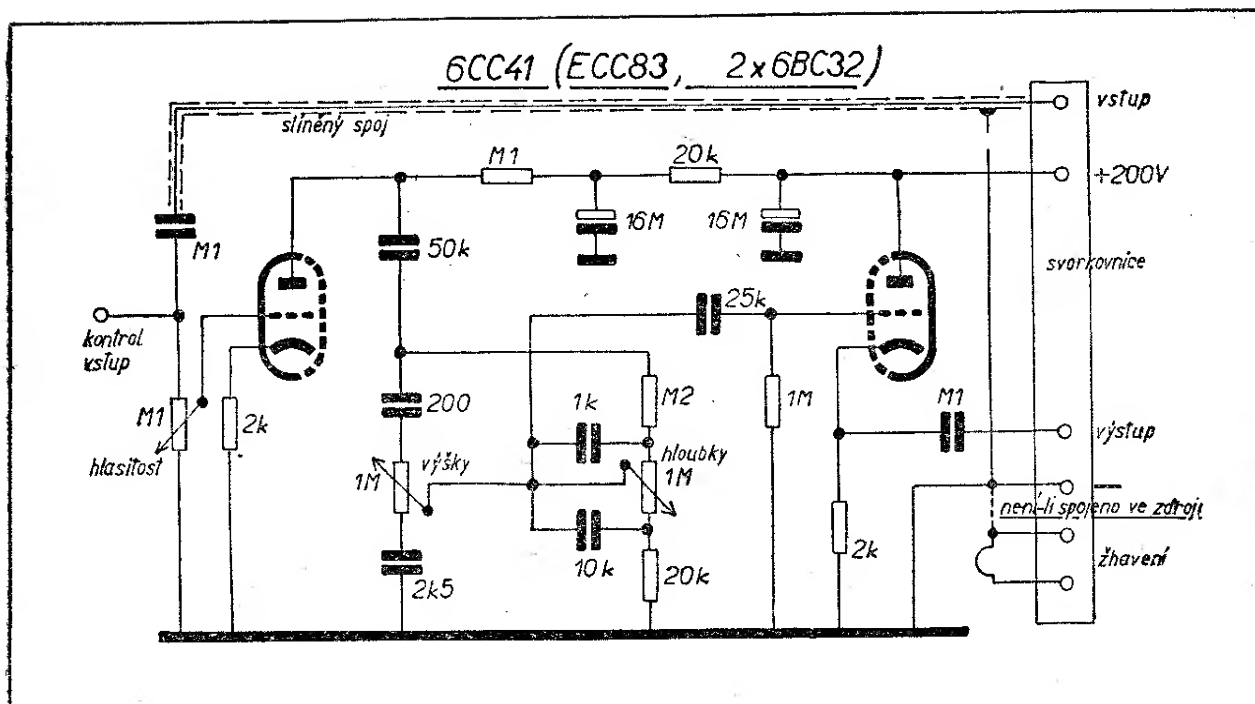 6CC41 (ECC83, 2x6BC32)
vstup
stíněný spoj
M1
20k
+200V
M1
16M
16M
50k
svorkovnice
25k
kontrol
vstup
M1
2k
hlasitost
200
1k
M2
1M
M1
výstup
1M
výšky
hloubky
1M
není-li spojeno ve zdroji
10k
2k
žhavení
2k5
20k